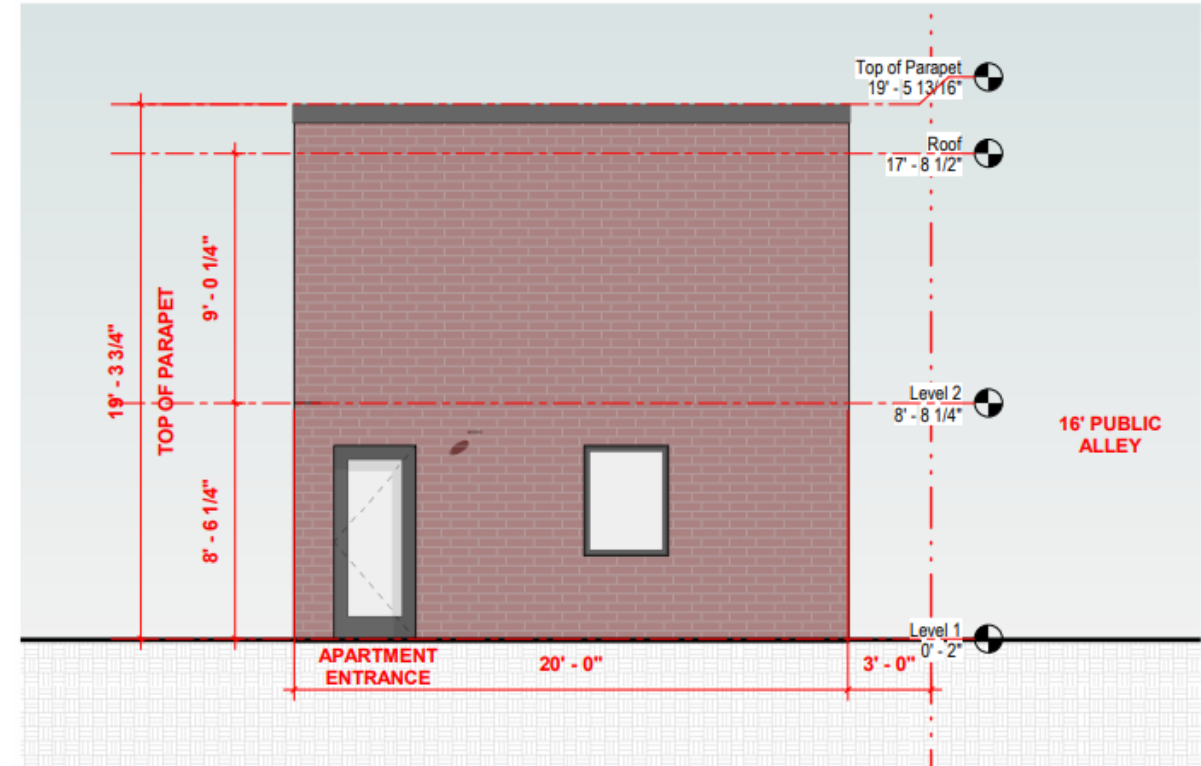 Top of Parapet
19' - 5 13/16"
Roof
17' - 8 1/2"
9' - 0 1/4"
19' - 3 3/4"
TOP OF PARAPET
Level 2
8' - 8 1/4"
16' PUBLIC
ALLEY
8' - 6 1/4"
Level 1
0' - 2"
APARTMENT
ENTRANCE
20' - 0"
3' - 0"